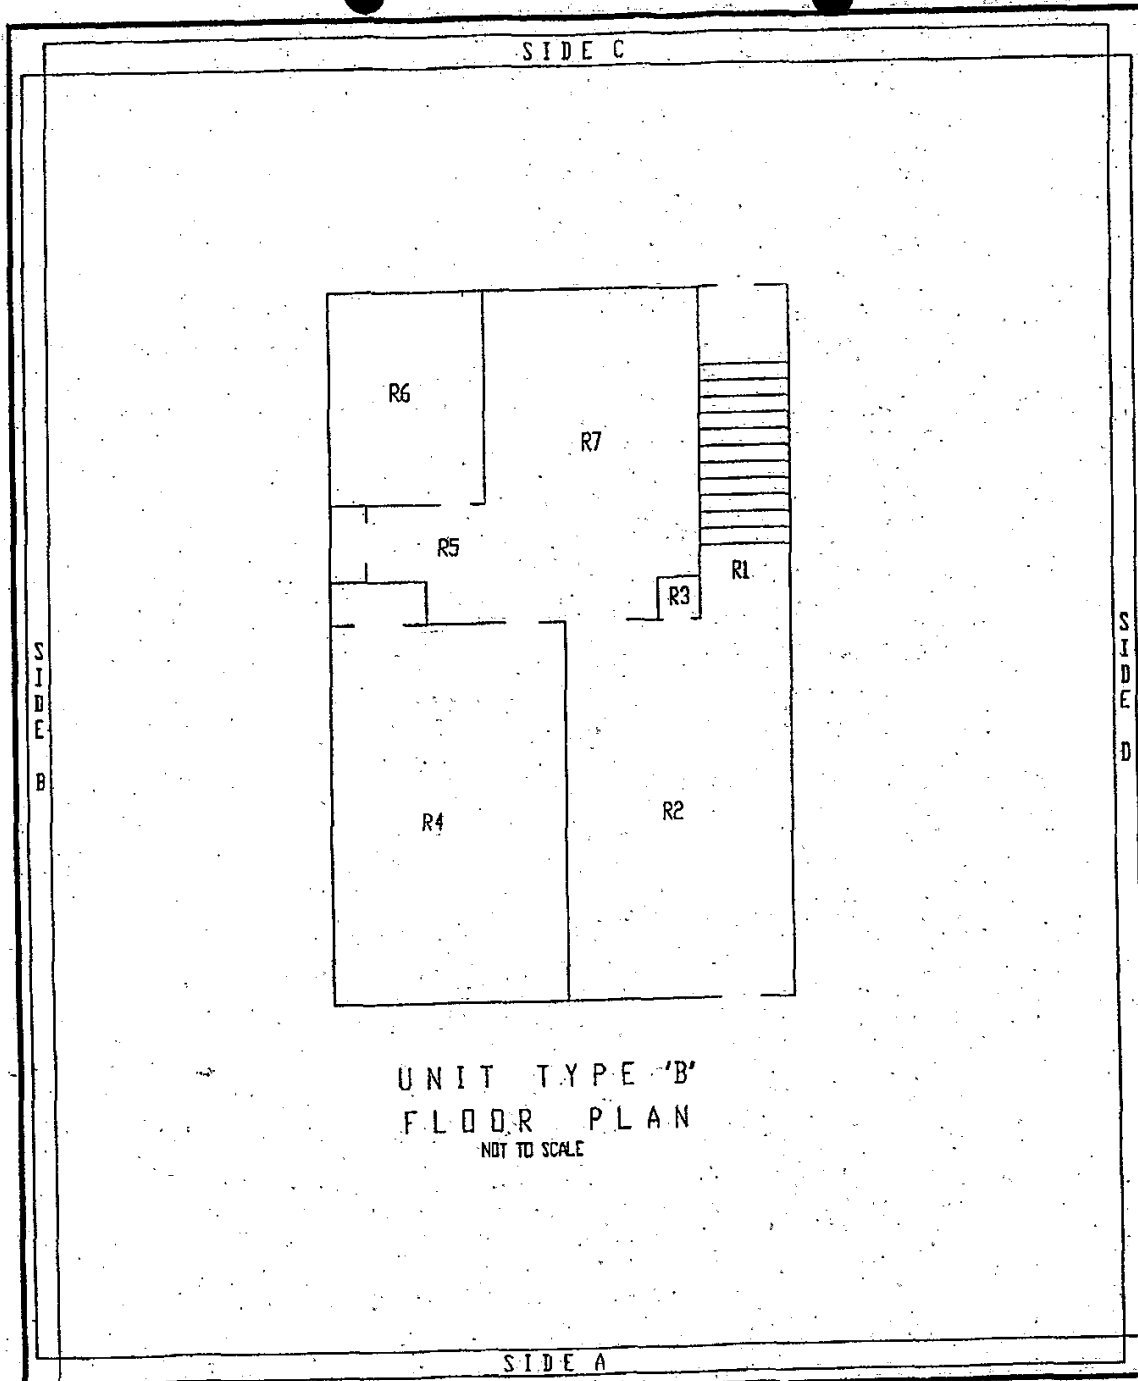 SIDE C
R6
R7
R5
R1
R3
SIDE B
SIDE D
R4
R2
UNIT TYPE 'B'
FLOOR PLAN
NOT TO SCALE
SIDE A